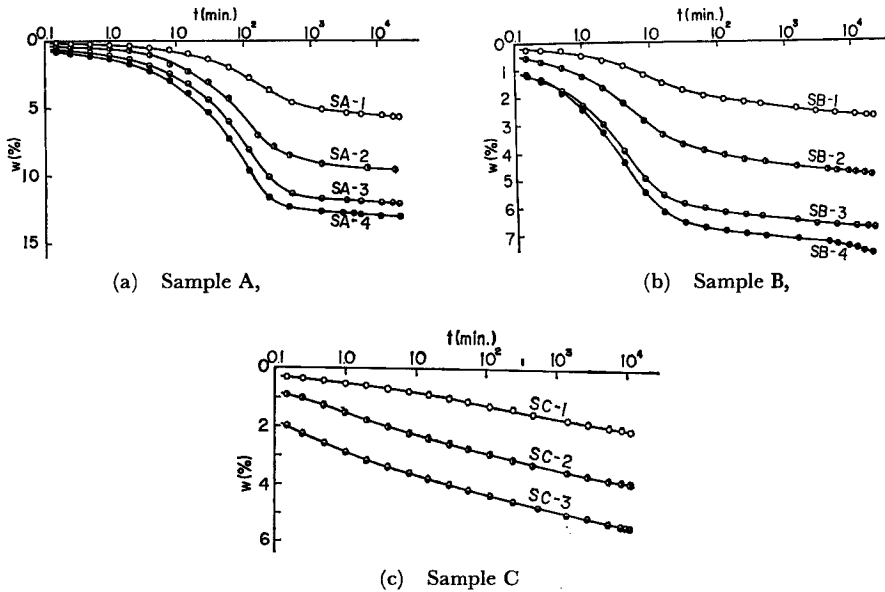 t(min.)
0.1 1.0 10 10² 10³ 10⁴
0
5
10
15
w(%)
SA-1
SA-2
SA-3
SA-4
(a) Sample A,
t(min.)
0.1 1.0 10 10² 10³ 10⁴
0
1
2
3
4
5
6
7
w(%)
SB-1
SB-2
SB-3
SB-4
(b) Sample B,
t(min.)
0.1 1.0 10 10² 10³ 10⁴
0
2
4
6
w(%)
SC-1
SC-2
SC-3
(c) Sample C